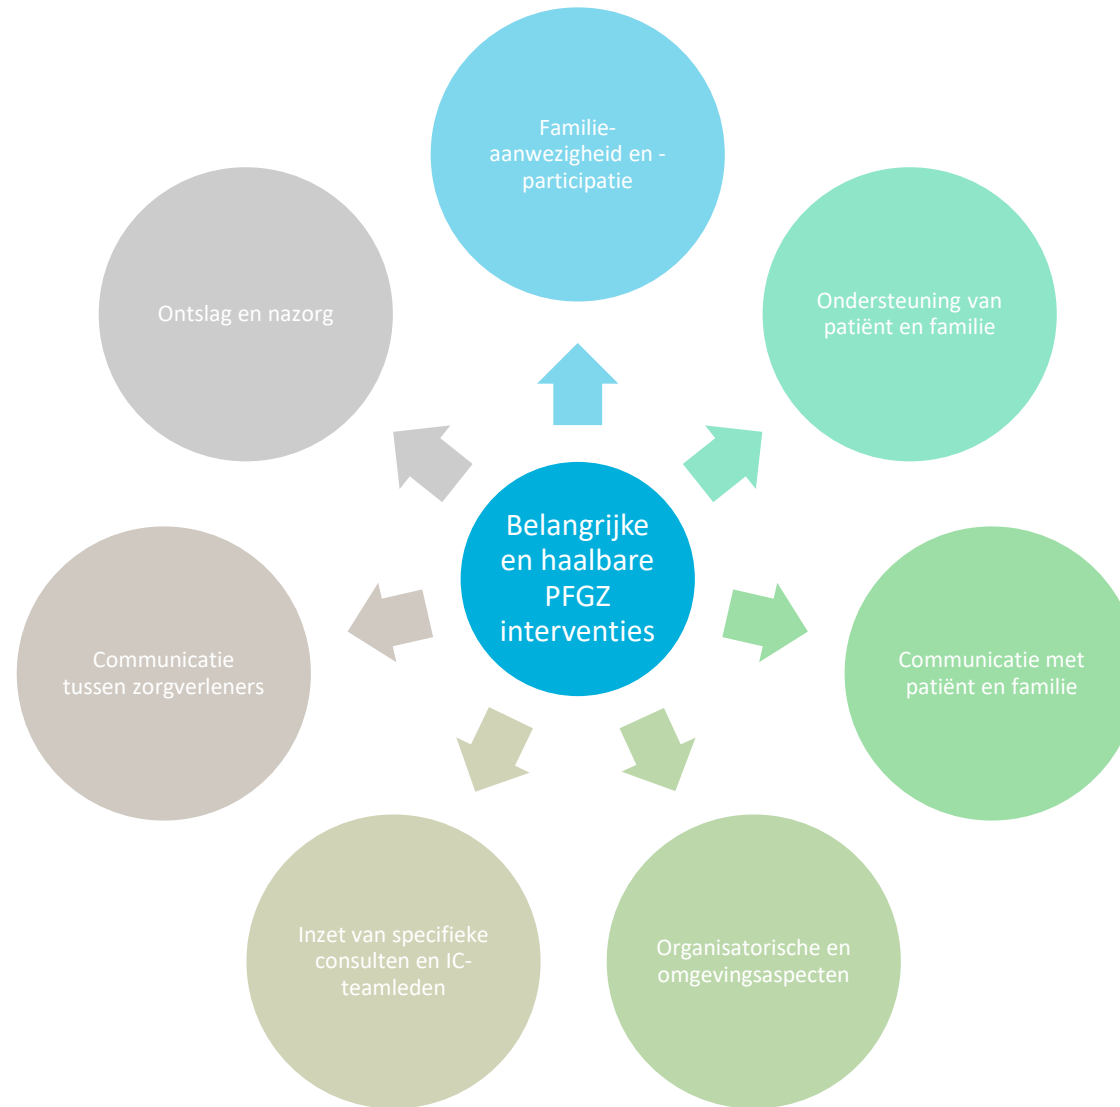 Familie-
aanwezigheid en -
participatie
Ondersteuning van
patiënt en familie
Communicatie met
patiënt en familie
Organisatorische en
omgevingsaspecten
Inzet van specifieke
consulten en IC-
teamleden
Communicatie
tussen zorgverleners
Ontslag en nazorg
Belangrijke
en haalbare
PFGZ
interventies